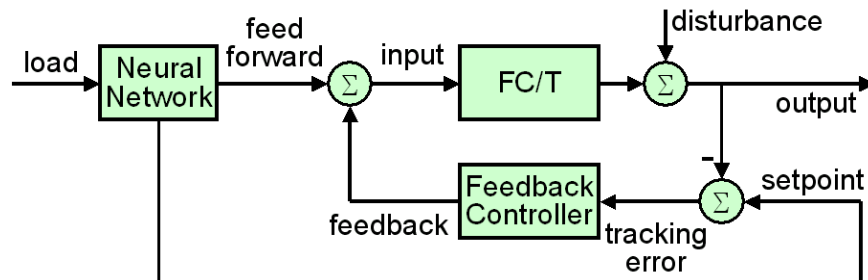 load
Neural
Network
feed
forward
Σ
input
FC/T
Σ
disturbance
output
-
Σ
setpoint
tracking
error
Feedback
Controller
feedback